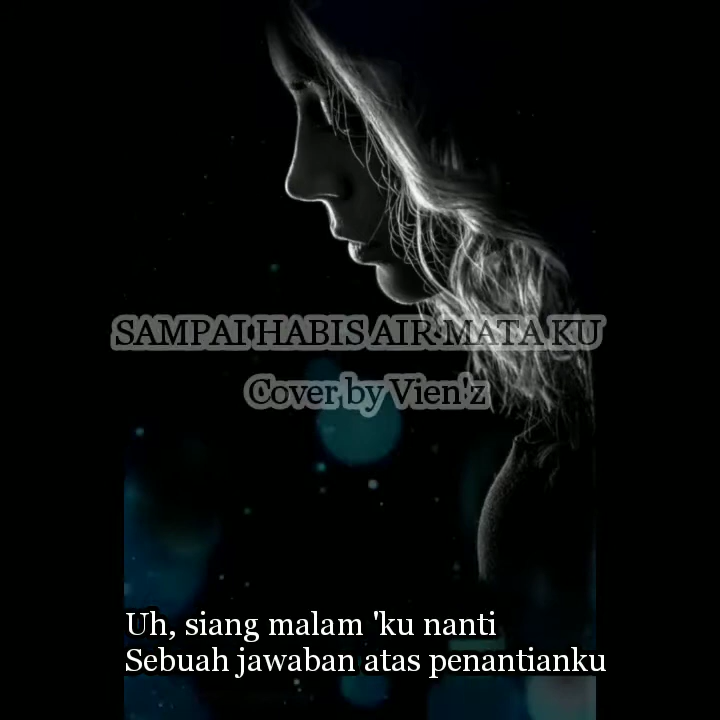 SAMPAI HABIS AIR MATA KU
Cover by Vien'z
Uh, siang malam 'ku nanti
Sebuah jawaban atas penantianku